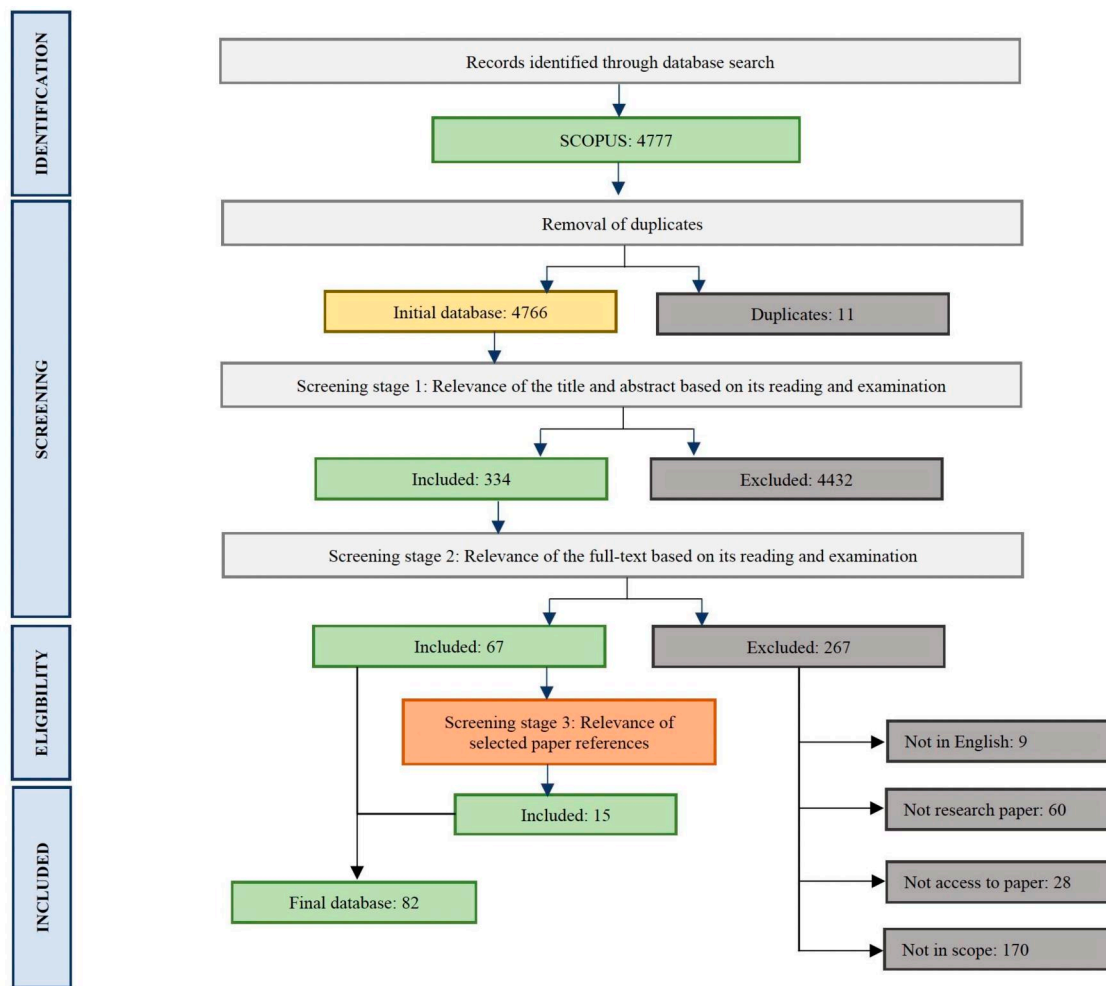 IDENTIFICATION
Records identified through database search
SCOPUS: 4777
SCREENING
Removal of duplicates
Initial database: 4766
Duplicates: 11
Screening stage 1: Relevance of the title and abstract based on its reading and examination
Included: 334
Excluded: 4432
Screening stage 2: Relevance of the full-text based on its reading and examination
ELIGIBILITY
Included: 67
Excluded: 267
Screening stage 3: Relevance of
selected paper references
Not in English: 9
INCLUDED
Included: 15
Not research paper: 60
Not access to paper: 28
Final database: 82
Not in scope: 170